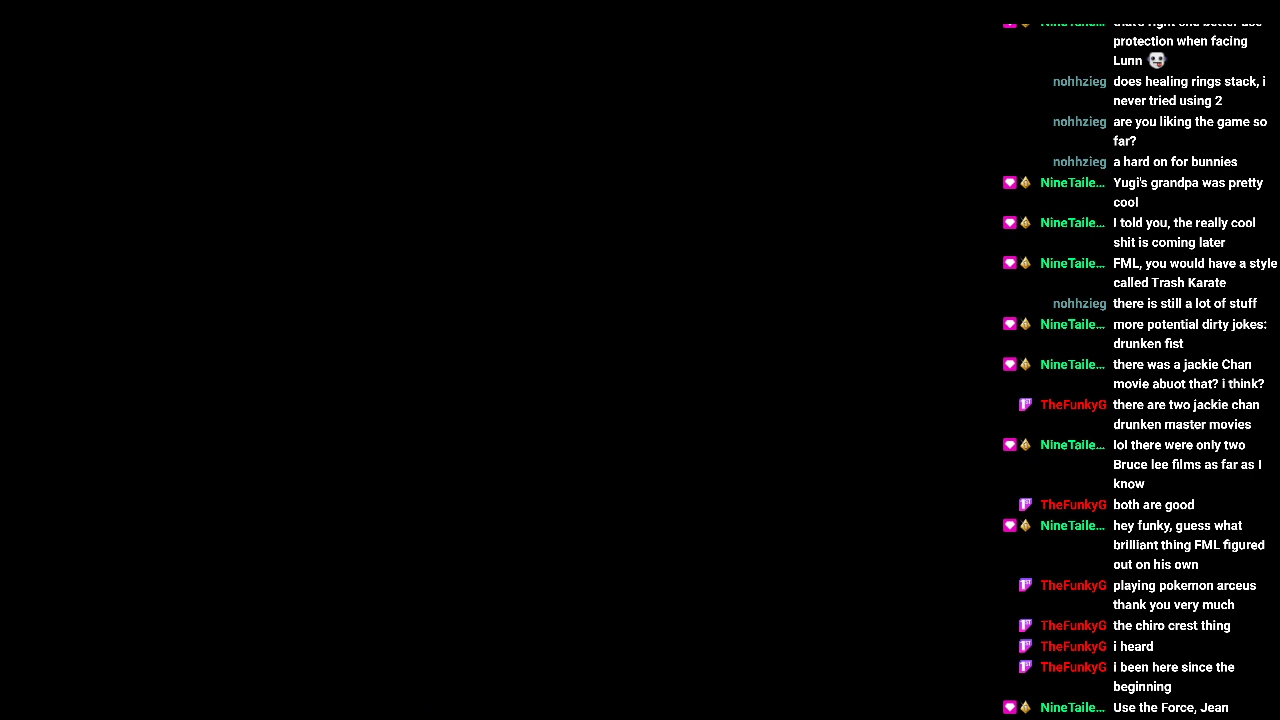 NineTaile... that's right one better use
protection when facing
Lunn
nohhzieg does healing rings stack, i
never tried using 2
nohhzieg are you liking the game so
far?
nohhzieg a hard on for bunnies
NineTaile... Yugi's grandpa was pretty
cool
NineTaile... I told you, the really cool
shit is coming later
NineTaile... FML, you would have a style
called Trash Karate
nohhzieg there is still a lot of stuff
NineTaile... more potential dirty jokes:
drunken fist
NineTaile... there was a jackie Chan
movie abuot that? i think?
TheFunkyG there are two jackie chan
drunken master movies
NineTaile... lol there were only two
Bruce lee films as far as I
know
TheFunkyG both are good
NineTaile... hey funky, guess what
brilliant thing FML figured
out on his own
TheFunkyG playing pokemon arceus
thank you very much
TheFunkyG the chiro crest thing
TheFunkyG i heard
TheFunkyG i been here since the
beginning
NineTaile... Use the Force, Jean